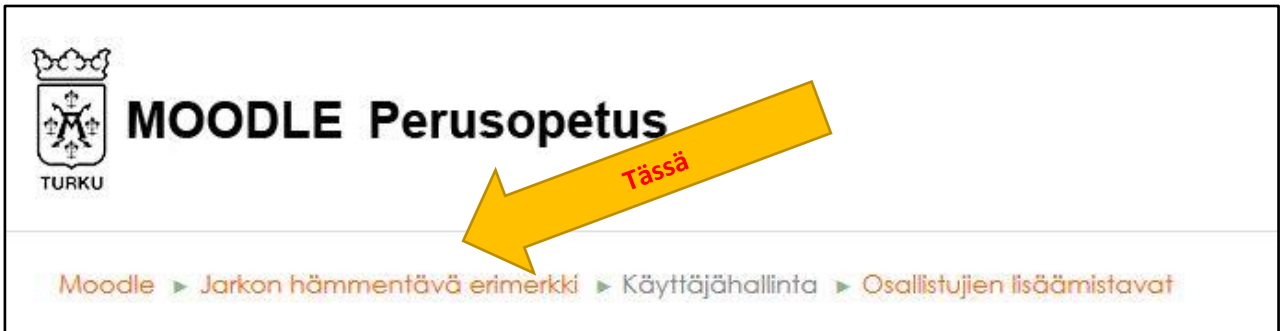 MOODLE Perusopetus
TURKU
Tässä
Moodle ► Jarkon hämmentävä erimerkki ► Käyttäjähallinta ► Osallistujien lisäämistavat